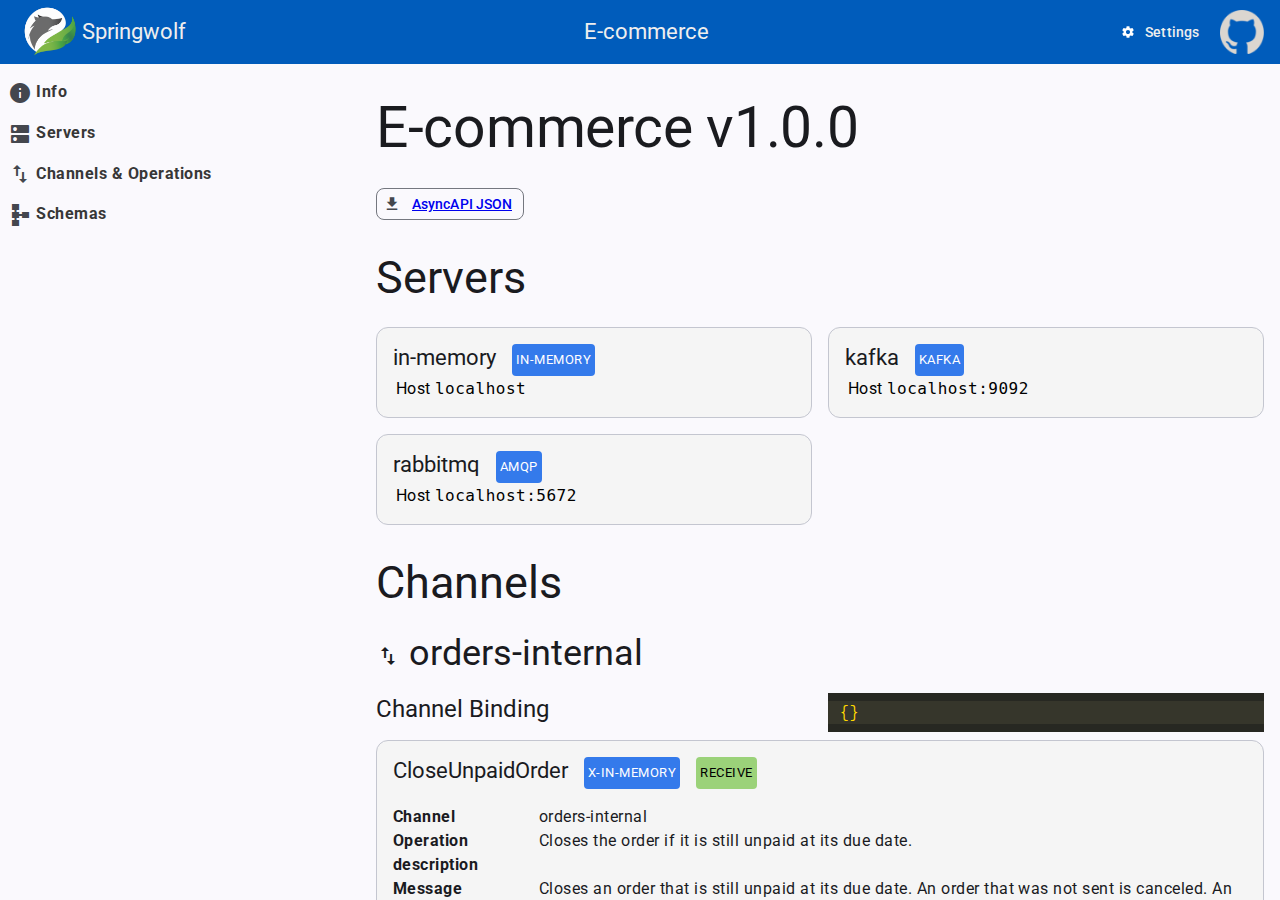 Springwolf
E-commerce
Settings
Info
Servers
Channels & Operations
Schemas
E-commerce v1.0.0
AsyncAPI JSON
Servers
in-memory IN-MEMORY
Host localhost
kafka KAFKA
Host localhost:9092
rabbitmq AMQP
Host localhost:5672
Channels
orders-internal
Channel Binding
{}
CloseUnpaidOrder X-IN-MEMORY RECEIVE
Channel orders-internal
Operation Closes the order if it is still unpaid at its due date.
description
Message Closes an order that is still unpaid at its due date. An order that was not sent is canceled. An